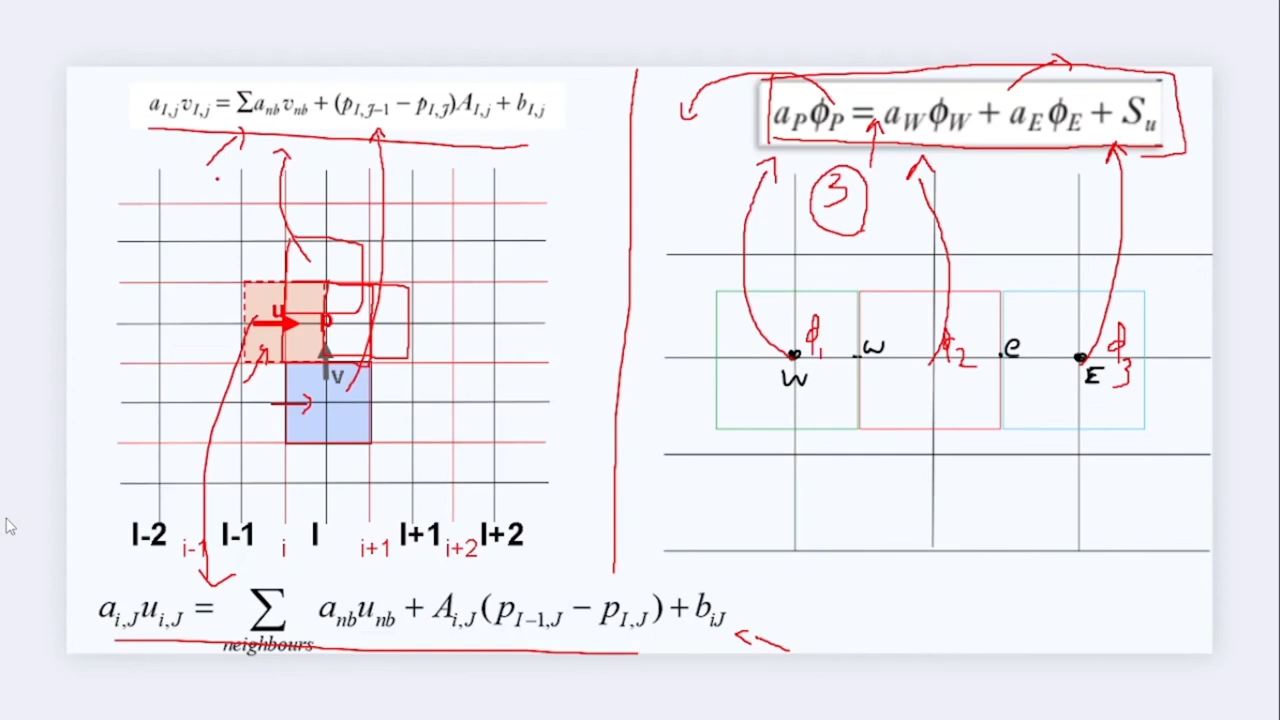 a_{I,j}v_{I,j} = Σa_{nb}v_{nb} + (p_{I,J-1} − p_{I,J})A_{I,j} + b_{I,j}
a_Pϕ_P = a_Wϕ_W + a_Eϕ_E + S_u
3
u
p
v
ϕ1
w
ϕ2
e
ϕ3
W
E
I-2
i-1
I-1
i
I
i+1
I+1
i+2
I+2
a_{i,J}u_{i,J} = ∑ a_{nb}u_{nb} + A_{i,J}(p_{I−1,J} − p_{I,J}) + b_{iJ}
neighbours